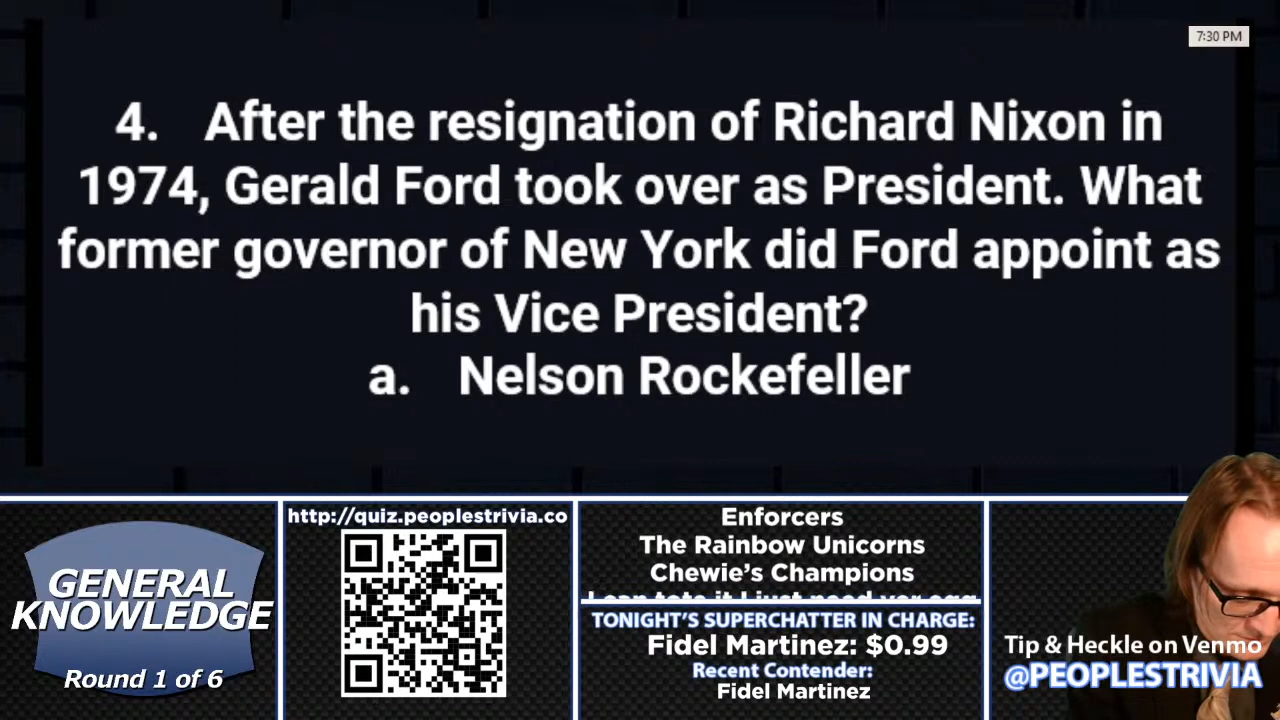 7:30 PM
4. After the resignation of Richard Nixon in
1974, Gerald Ford took over as President. What
former governor of New York did Ford appoint as
his Vice President?
a. Nelson Rockefeller
GENERAL
KNOWLEDGE
Round 1 of 6
http://quiz.peoplestrivia.co
Enforcers
The Rainbow Unicorns
Chewie's Champions
TONIGHT'S SUPERCHATTER IN CHARGE:
Fidel Martinez: $0.99
Recent Contender:
Fidel Martinez
Tip & Heckle on Venmo
@PEOPLESTRIVIA